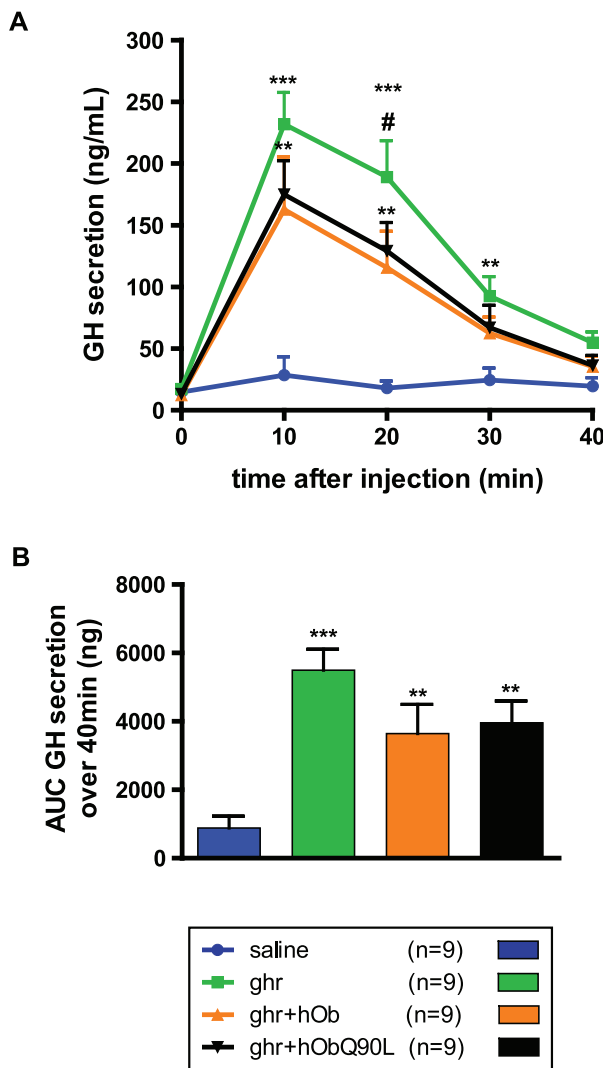 A
GH secretion (ng/mL)
300
250
200
150
100
50
0
***
**
***
#
**
**
0 10 20 30 40
time after injection (min)
B
AUC GH secretion
over 40min (ng)
8000
6000
4000
2000
0
***
**
**
saline (n=9)
ghr (n=9)
ghr+hOb (n=9)
ghr+hObQ90L (n=9)